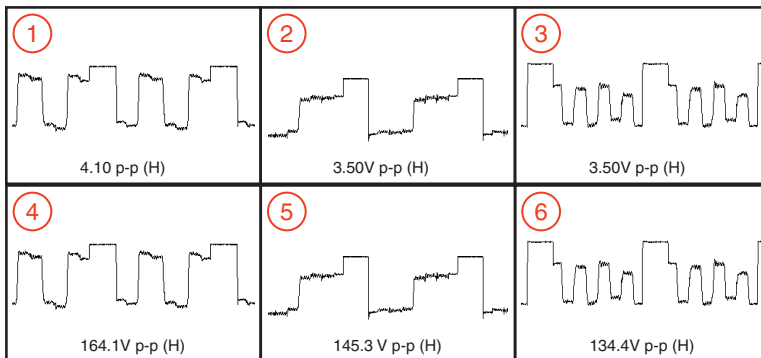 1
2
3
4.10 p-p (H)
3.50V p-p (H)
3.50V p-p (H)
4
5
6
164.1V p-p (H)
145.3 V p-p (H)
134.4V p-p (H)